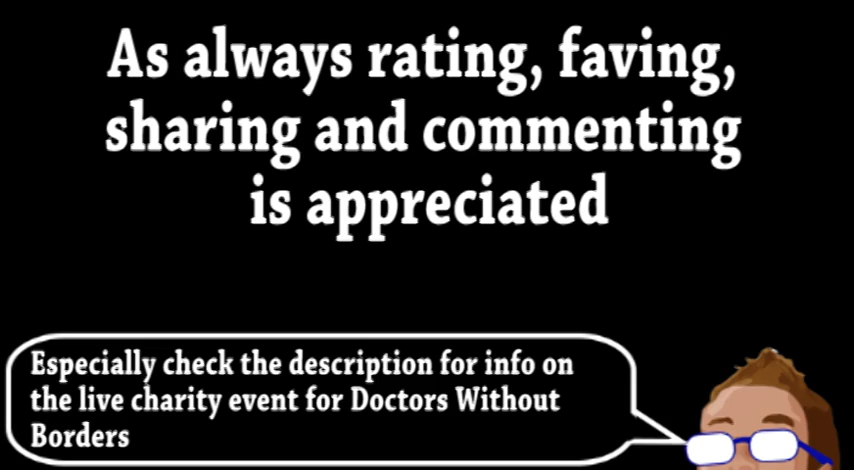 As always rating, faving,
sharing and commenting
is appreciated
Especially check the description for info on
the live charity event for Doctors Without
Borders